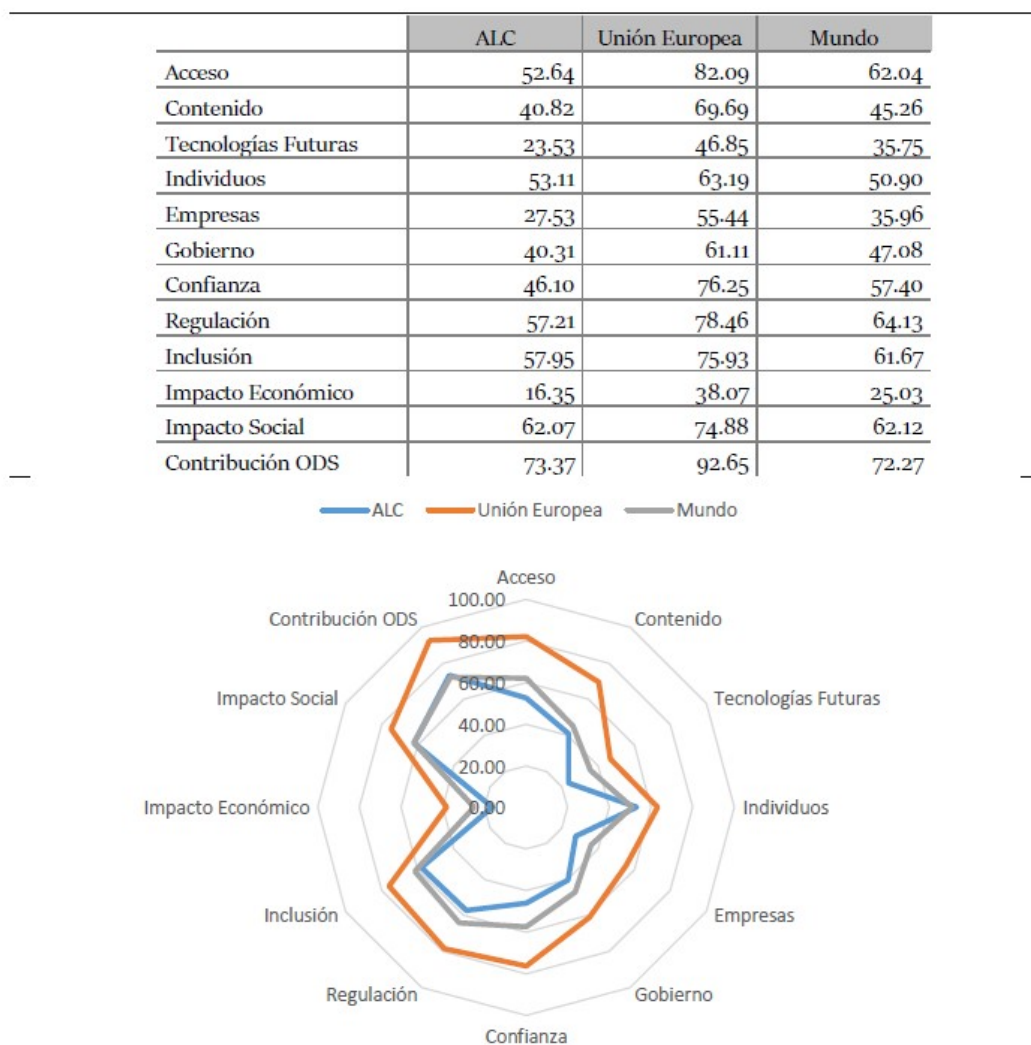 ALC Unión Europea Mundo
Acceso 52.64 82.09 62.04
Contenido 40.82 69.69 45.26
Tecnologías Futuras 23.53 46.85 35.75
Individuos 53.11 63.19 50.90
Empresas 27.53 55.44 35.96
Gobierno 40.31 61.11 47.08
Confianza 46.10 76.25 57.40
Regulación 57.21 78.46 64.13
Inclusión 57.95 75.93 61.67
Impacto Económico 16.35 38.07 25.03
Impacto Social 62.07 74.88 62.12
Contribución ODS 73.37 92.65 72.27
ALC Unión Europea Mundo
Acceso
100.00
Contribución ODS Contenido
80.00
Impacto Social 60.00 Tecnologías Futuras
40.00
20.00
Impacto Económico 0.00 Individuos
Inclusión Empresas
Regulación Gobierno
Confianza